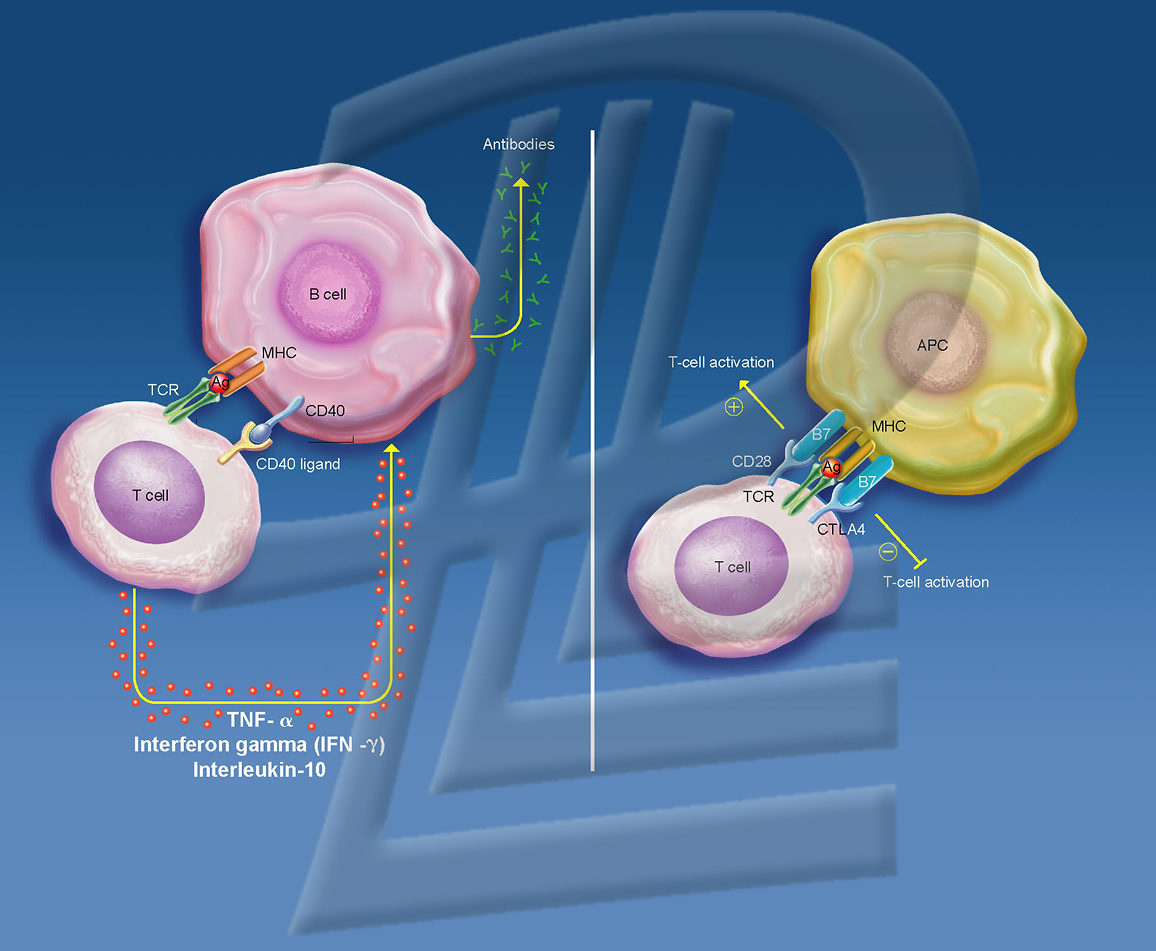 Antibodies
B cell
MHC
Ag
TCR
CD40
CD40 ligand
T cell
TNF- α
Interferon gamma (IFN -γ)
Interleukin-10
APC
T-cell activation
+
B7
MHC
CD28
Ag
B7
TCR
CTLA4
−
T cell
T-cell activation